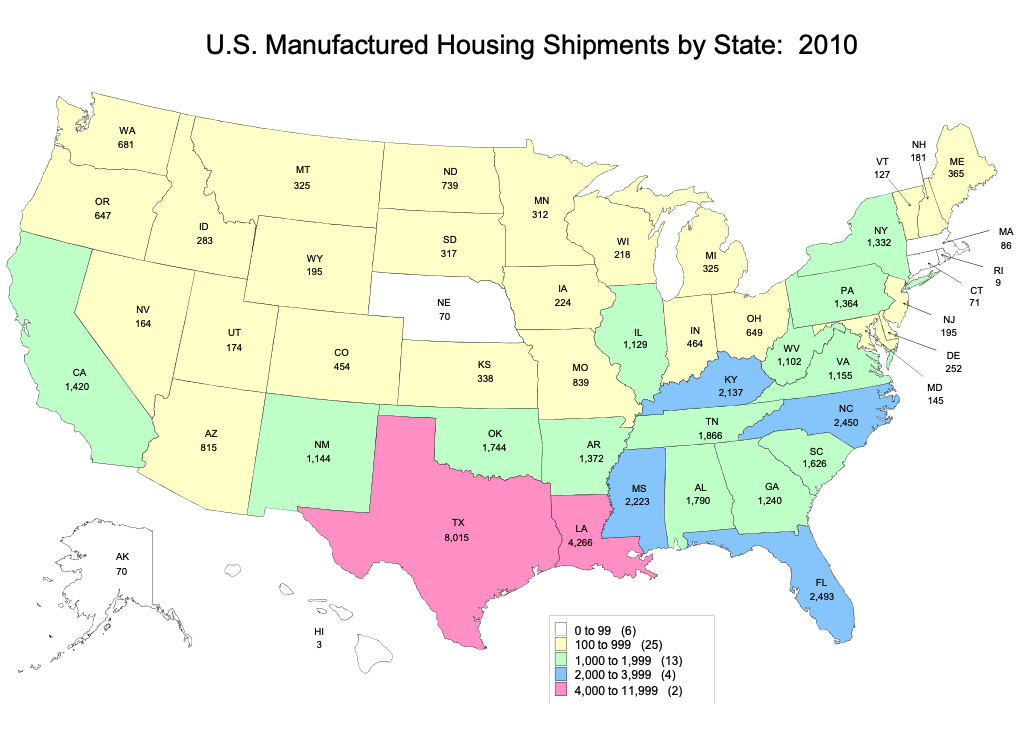 U.S. Manufactured Housing Shipments by State:  2010
WA
681
MT
325
ND
739
MN
312
OR
647
ID
283
WY
195
SD
317
WI
218
MI
325
NH
181
VT
127
ME
365
NY
1,332
MA
86
RI
9
CT
71
NJ
195
DE
252
MD
145
NE
70
IA
224
PA
1,364
OH
649
IN
464
IL
1,129
NV
164
UT
174
CO
454
KS
338
MO
839
WV
1,102
VA
1,155
KY
2,137
CA
1,420
NC
2,450
TN
1,866
AZ
815
NM
1,144
OK
1,744
AR
1,372
SC
1,626
MS
2,223
AL
1,790
GA
1,240
TX
8,015
LA
4,266
AK
70
FL
2,493
HI
3
0 to 99   (6)
100 to 999   (25)
1,000 to 1,999   (13)
2,000 to 3,999   (4)
4,000 to 11,999   (2)